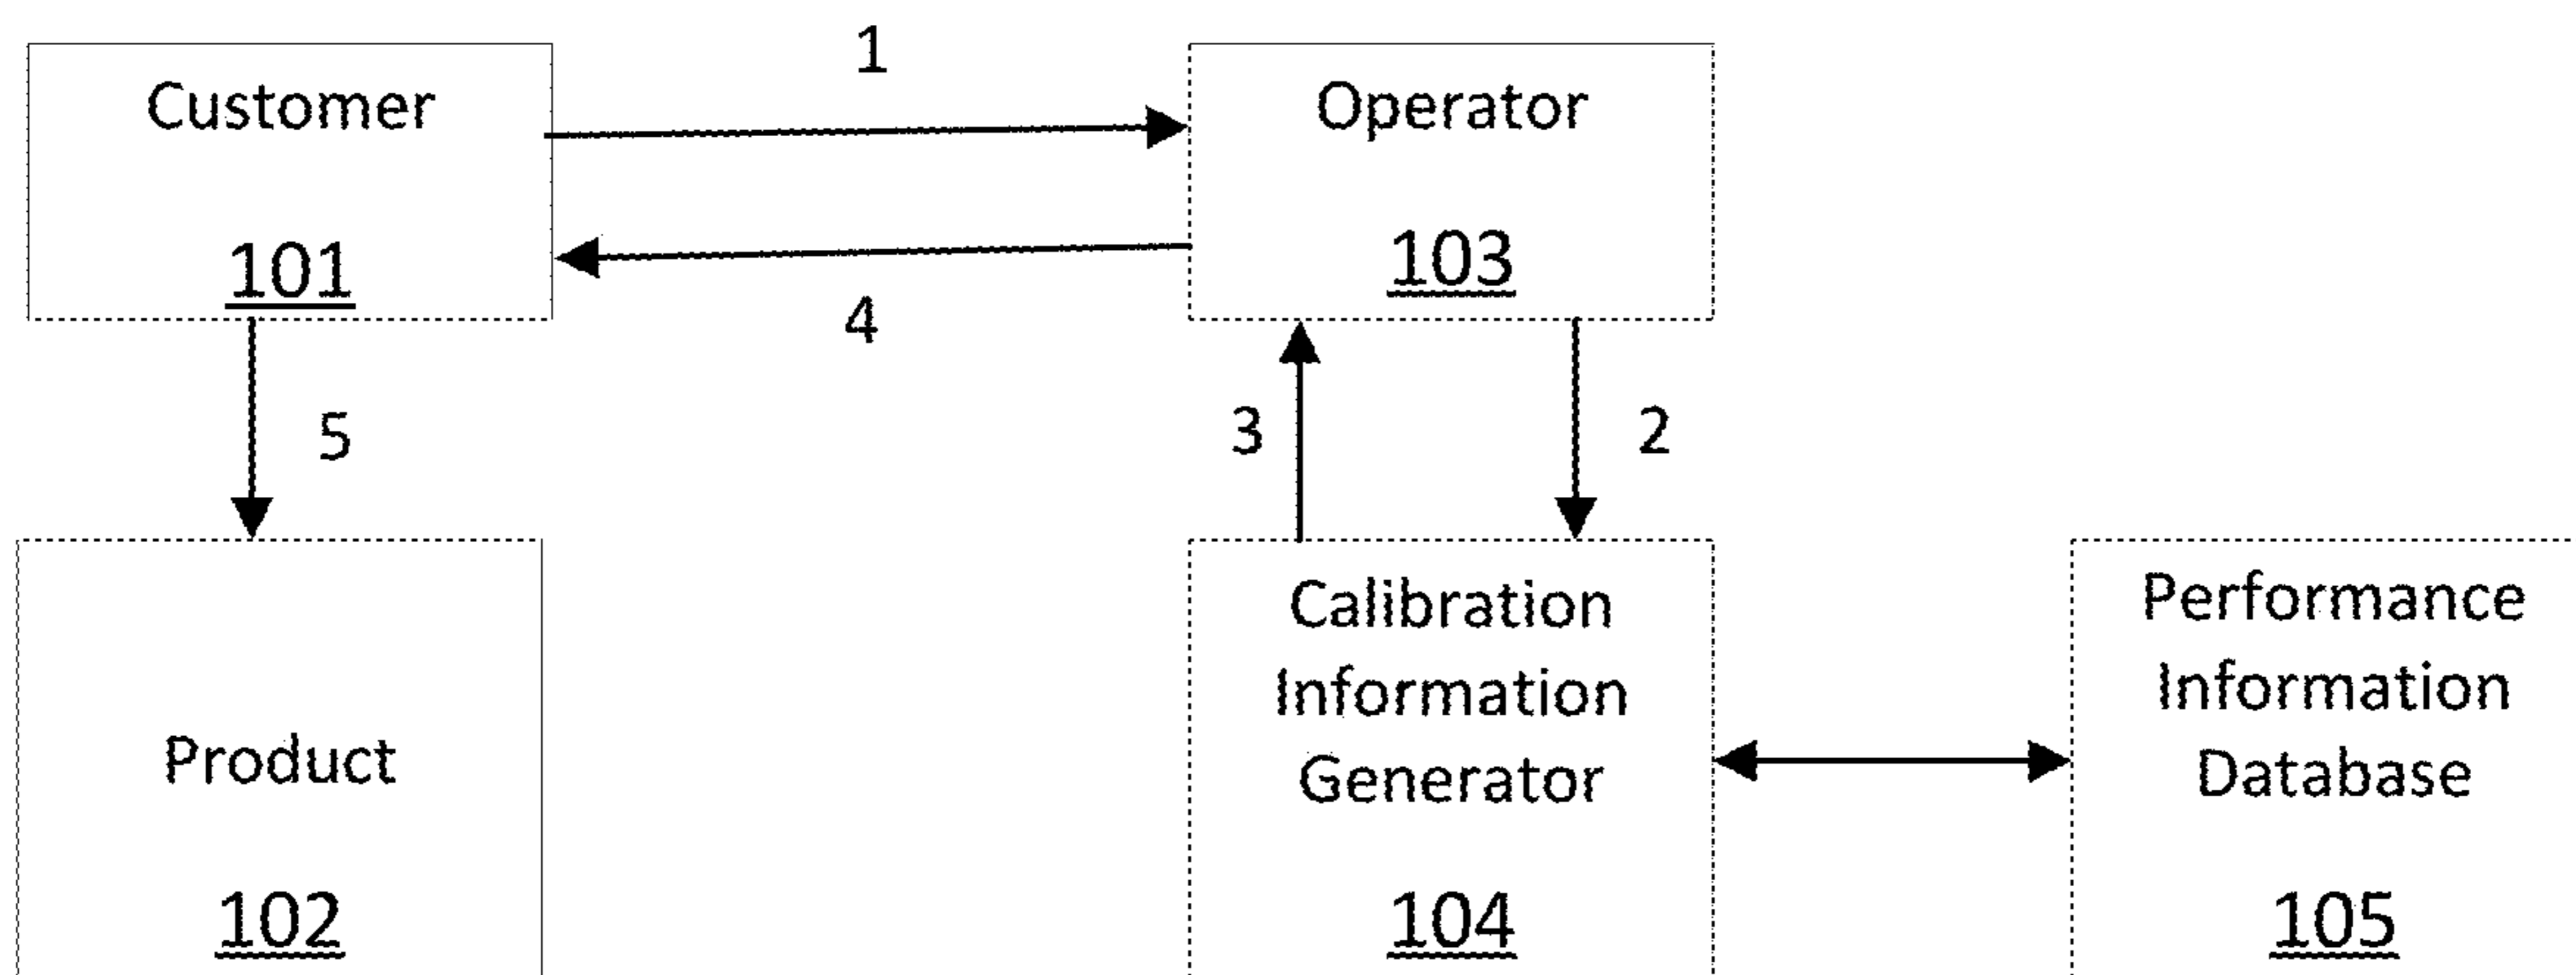 Customer
101
1
4
Operator
103
5
3
2
Product
102
Calibration
Information
Generator
104
Performance
Information
Database
105